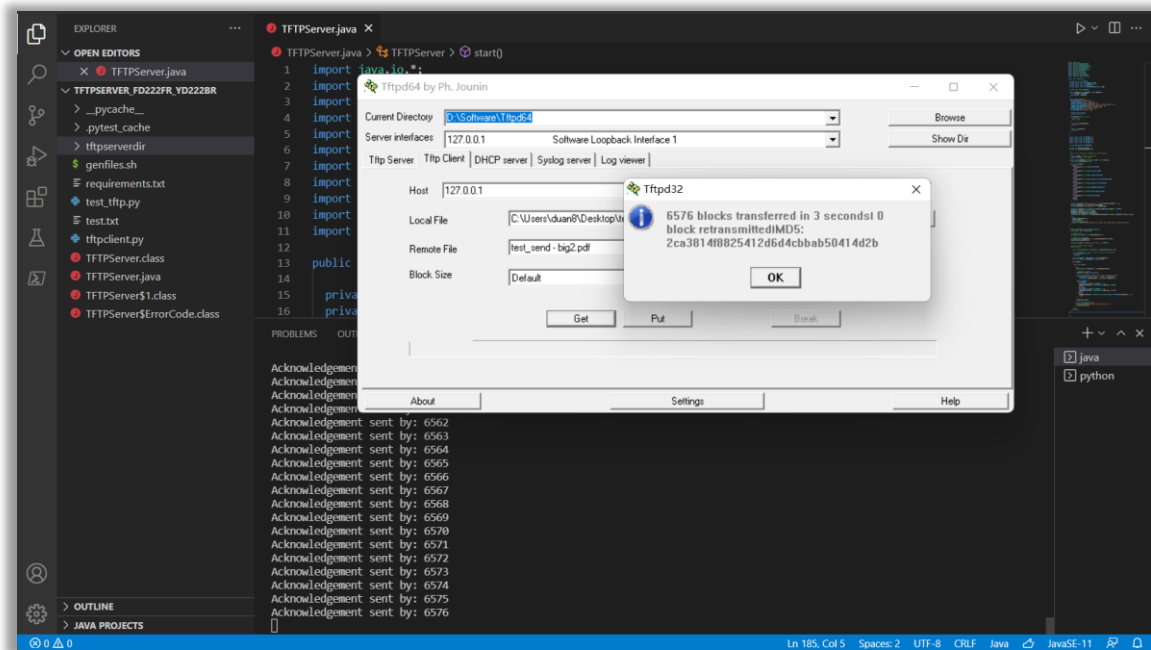 EXPLORER
OPEN EDITORS
TFTPServer.java
TFTPSERVER_FD222FR_YD222BR
__pycache__
.pytest_cache
tftpserverdir
genfiles.sh
requirements.txt
test_tftp.py
test.txt
tftpclient.py
TFTPServer.class
TFTPServer.java
TFTPServer$1.class
TFTPServer$ErrorCode.class
OUTLINE
JAVA PROJECTS
TFTPServer.java
TFTPServer.java > TFTPServer > start()
1 import java.io.*;
2 import
3 import
4 import
5 import
6 import
7 import
8 import
9 import
10 import
11 import
12
13 public
14
15 priva
16 priva
Tftpd64 by Ph. Jounin
Current Directory D:\Software\Tftpd64 Browse
Server interfaces 127.0.0.1 Software Loopback Interface 1 Show Dir
Tftp Server Tftp Client DHCP server Syslog server Log viewer
Host 127.0.0.1
Local File C:\Users\duan8\Desktop\te
Remote File test_send - big2.pdf
Block Size Default
Get Put Break
About Settings Help
Tftpd32
6576 blocks transferred in 3 seconds| 0
block retransmitted|MD5:
2ca3814f8825412d6d4cbbab50414d2b
OK
PROBLEMS OUT
java
python
Acknowledgemen
Acknowledgemen
Acknowledgemen
Acknowledgemen
Acknowledgement sent by: 6562
Acknowledgement sent by: 6563
Acknowledgement sent by: 6564
Acknowledgement sent by: 6565
Acknowledgement sent by: 6566
Acknowledgement sent by: 6567
Acknowledgement sent by: 6568
Acknowledgement sent by: 6569
Acknowledgement sent by: 6570
Acknowledgement sent by: 6571
Acknowledgement sent by: 6572
Acknowledgement sent by: 6573
Acknowledgement sent by: 6574
Acknowledgement sent by: 6575
Acknowledgement sent by: 6576
0 0 Ln 185, Col 5 Spaces: 2 UTF-8 CRLF Java JavaSE-11